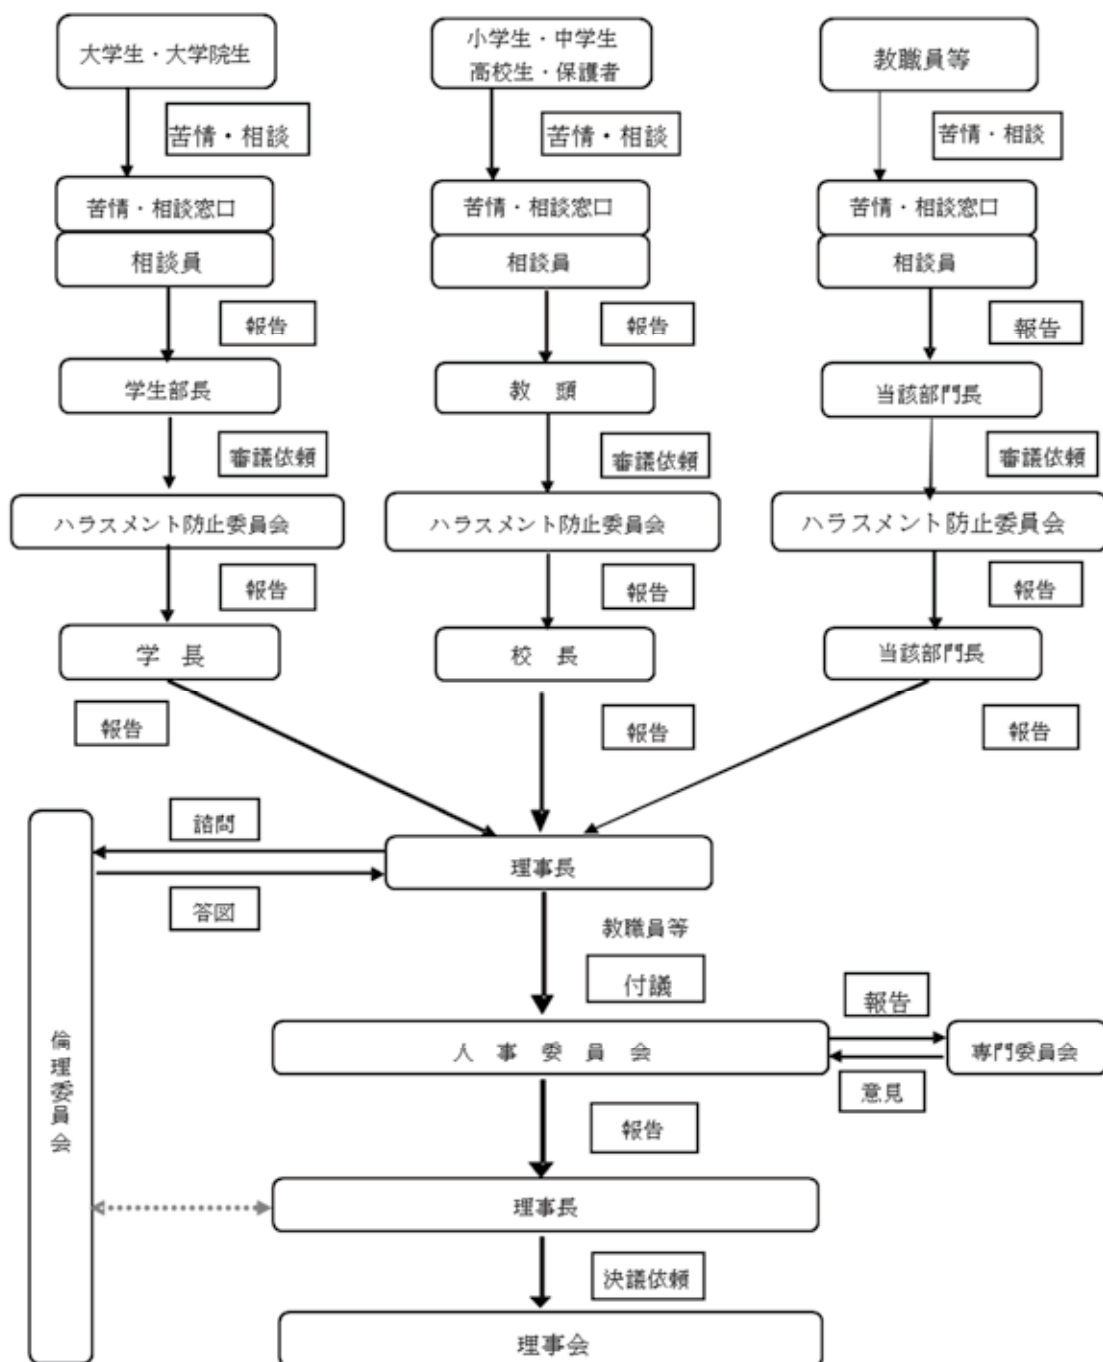 大学生・大学院生
小学生・中学生
高校生・保護者
教職員等
苦情・相談
苦情・相談
苦情・相談
苦情・相談窓口
苦情・相談窓口
苦情・相談窓口
相談員
相談員
相談員
報告
報告
報告
学生部長
教 頭
当該部門長
審議依頼
審議依頼
審議依頼
ハラスメント防止委員会
ハラスメント防止委員会
ハラスメント防止委員会
報告
報告
報告
学 長
校 長
当該部門長
報告
報告
報告
諮問
理事長
答図
教職員等
付議
報告
人 事 委 員 会
専門委員会
意見
倫理委員会
報告
理事長
決議依頼
理事会